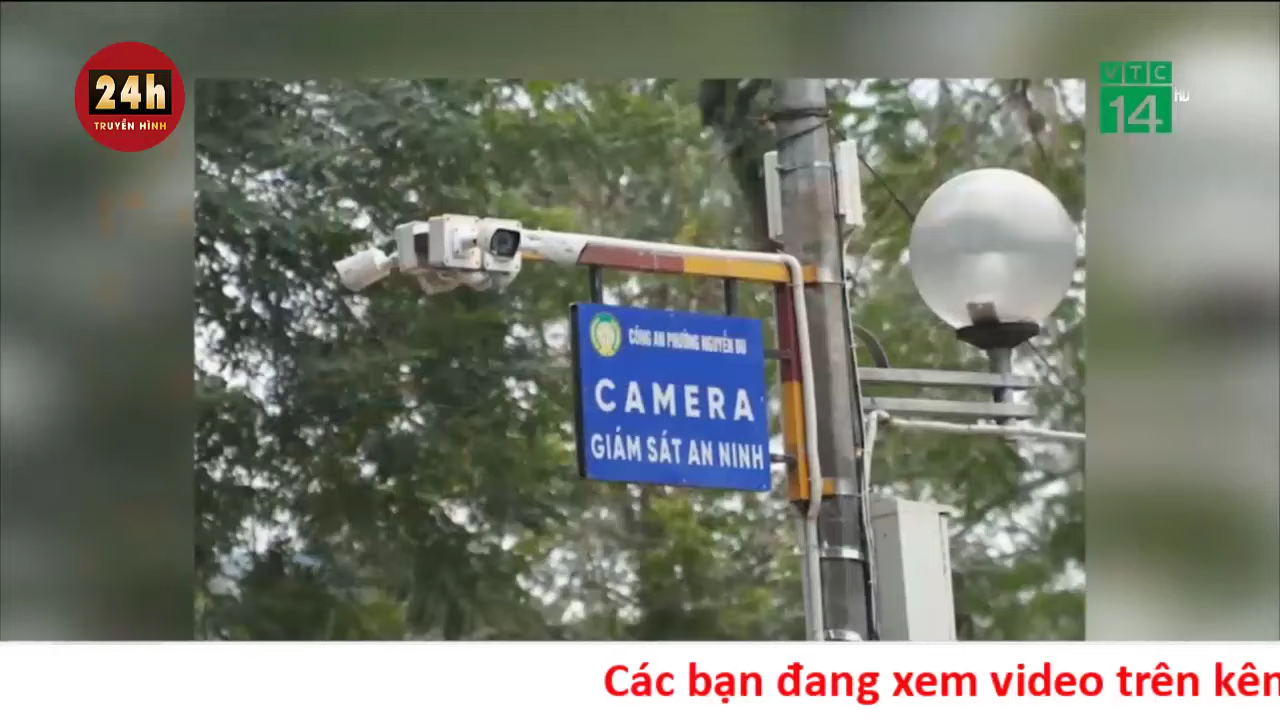 24h
TRUYỀN HÌNH
VTC
14
HD
CÔNG AN PHƯỜNG NGUYỄN DU
CAMERA
GIÁM SÁT AN NINH
Các bạn đang xem video trên kên